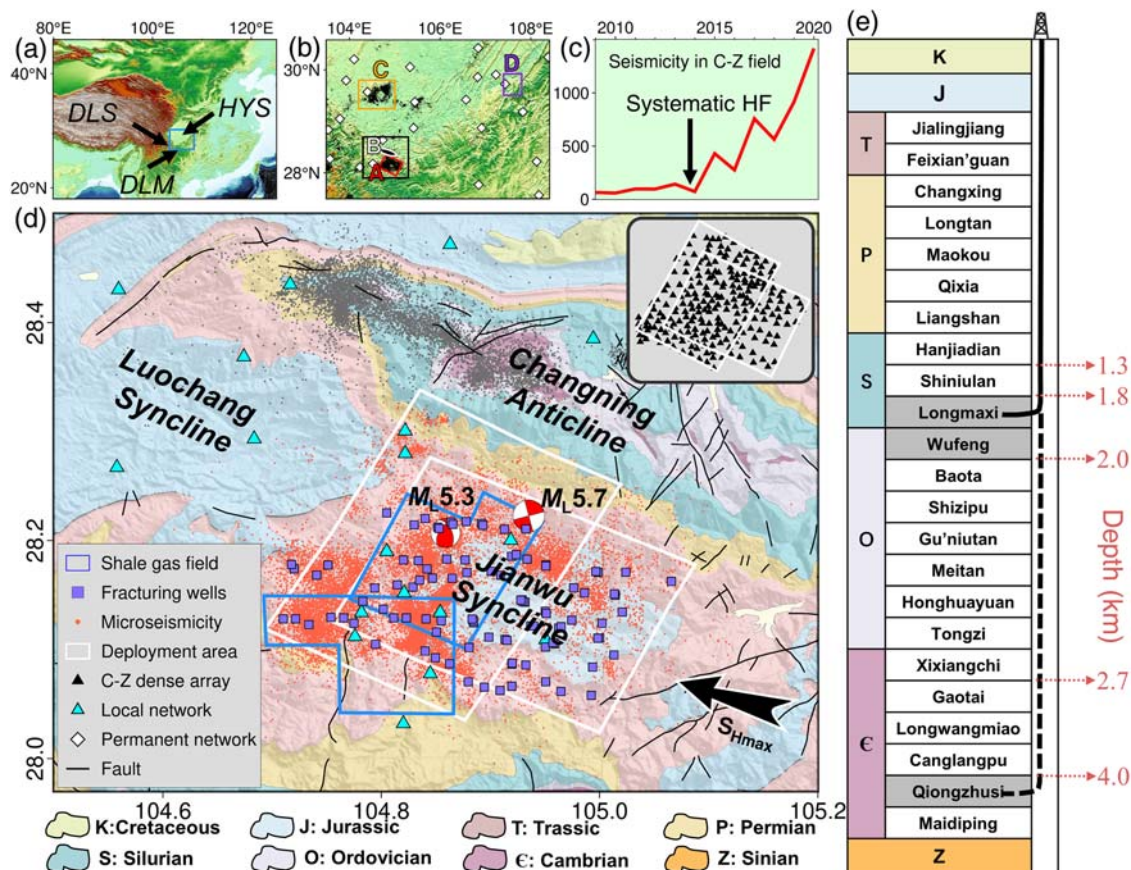 (a)
80°E
100°E
120°E
40°N
20°N
DLS
HYS
DLM
(b)
104°E
106°E
108°E
30°N
28°N
C
D
B
A
(c)
2010
2015
2020
Seismicity in C-Z field
Systematic HF
1000
500
0
(d)
28.4
28.2
28.0
104.6
104.8
105.0
105.2
Luochang
Syncline
Changning
Anticline
ML5.3
ML5.7
Jianwu
Syncline
SHmax
Shale gas field
Fracturing wells
Microseismicity
Deployment area
C-Z dense array
Local network
Permanent network
Fault
K:Cretaceous
J: Jurassic
T: Trassic
P: Permian
S: Silurian
O: Ordovician
Є: Cambrian
Z: Sinian
(e)
K
J
T
Jialingjiang
Feixian'guan
P
Changxing
Longtan
Maokou
Qixia
Liangshan
S
Hanjiadian
Shiniulan
Longmaxi
O
Wufeng
Baota
Shizipu
Gu'niutan
Meitan
Honghuayuan
Tongzi
Є
Xixiangchi
Gaotai
Longwangmiao
Canglangpu
Qiongzhusi
Maidiping
Z
1.3
1.8
2.0
2.7
4.0
Depth (km)